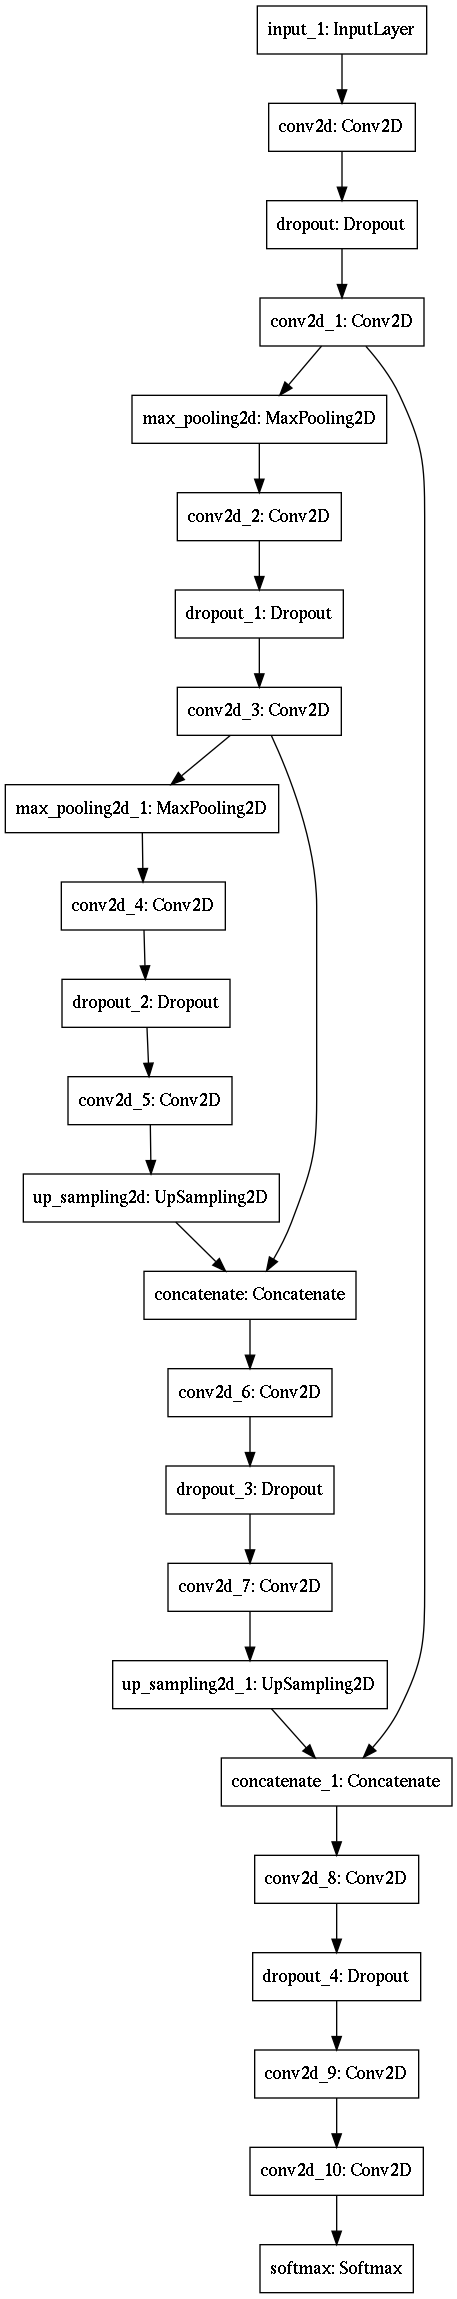 input_1: InputLayer
conv2d: Conv2D
dropout: Dropout
conv2d_1: Conv2D
max_pooling2d: MaxPooling2D
conv2d_2: Conv2D
dropout_1: Dropout
conv2d_3: Conv2D
max_pooling2d_1: MaxPooling2D
conv2d_4: Conv2D
dropout_2: Dropout
conv2d_5: Conv2D
up_sampling2d: UpSampling2D
concatenate: Concatenate
conv2d_6: Conv2D
dropout_3: Dropout
conv2d_7: Conv2D
up_sampling2d_1: UpSampling2D
concatenate_1: Concatenate
conv2d_8: Conv2D
dropout_4: Dropout
conv2d_9: Conv2D
conv2d_10: Conv2D
softmax: Softmax